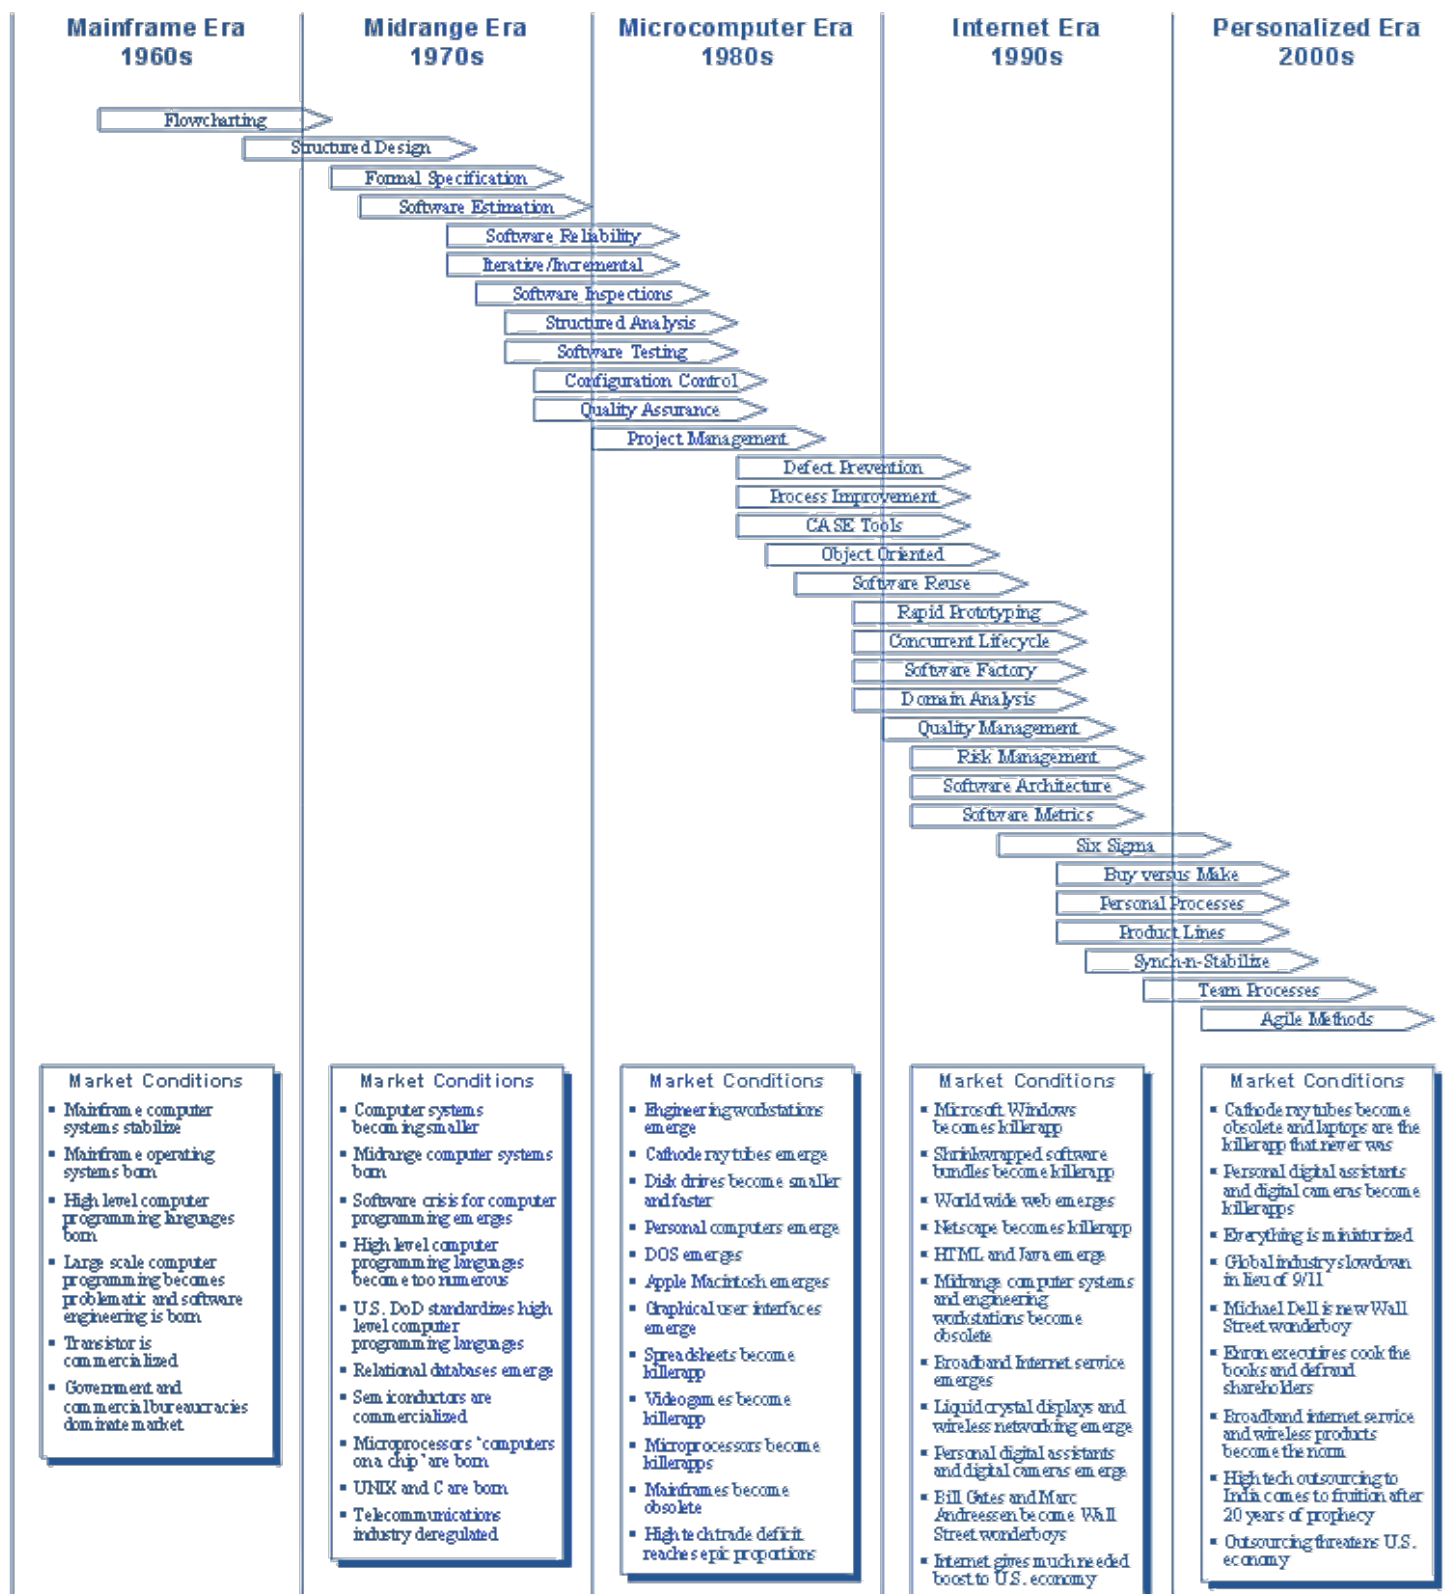 Mainframe Era
1960s
Midrange Era
1970s
Microcomputer Era
1980s
Internet Era
1990s
Personalized Era
2000s
Flowcharting
Structured Design
Formal Specification
Software Estimation
Software Reliability
Iterative/Incremental
Software Inspections
Structured Analysis
Software Testing
Configuration Control
Quality Assurance
Project Management
Defect Prevention
Process Improvement
CASE Tools
Object Oriented
Software Reuse
Rapid Prototyping
Concurrent Lifecycle
Software Factory
Domain Analysis
Quality Management
Risk Management
Software Architecture
Software Metrics
Six Sigma
Buy versus Make
Personal Processes
Product Lines
Synch-n-Stabilize
Team Processes
Agile Methods
Market Conditions
▪ Mainframe computer
systems stabilize
▪ Mainframe operating
systems born
▪ High level computer
programming languages
born
▪ Large scale computer
programming becomes
problematic and software
engineering is born
▪ Transistor is
commercialized
▪ Government and
commercial bureaucracies
dominate market
Market Conditions
▪ Computer systems
becoming smaller
▪ Midrange computer systems
born
▪ Software crisis for computer
programming emerges
▪ High level computer
programming languages
become too numerous
▪ U.S. DoD standardizes high
level computer
programming languages
▪ Relational databases emerge
▪ Semiconductors are
commercialized
▪ Microprocessors "computers
on a chip" are born
▪ UNIX and C are born
▪ Telecommunications
industry deregulated
Market Conditions
▪ Engineering workstations
emerge
▪ Cathode ray tubes emerge
▪ Disk drives become smaller
and faster
▪ Personal computers emerge
▪ DOS emerges
▪ Apple Macintosh emerges
▪ Graphical user interfaces
emerge
▪ Spreadsheets become
killerapp
▪ Videogames become
killerapp
▪ Microprocessors become
killerapps
▪ Mainframes become
obsolete
▪ High tech trade deficit
reaches epic proportions
Market Conditions
▪ Microsoft Windows
becomes killerapp
▪ Shrinkwrapped software
bundles become killerapp
▪ World wide web emerges
▪ Netscape becomes killerapp
▪ HTML and Java emerge
▪ Midrange computer systems
and engineering
workstations become
obsolete
▪ Broadband Internet service
emerges
▪ Liquid crystal displays and
wireless networking emerge
▪ Personal digital assistants
and digital cameras emerge
▪ Bill Gates and Marc
Andreessen become Wall
Street wonderboys
▪ Internet gives much needed
boost to U.S. economy
Market Conditions
▪ Cathode ray tubes become
obsolete and laptops are the
killerapp that never was
▪ Personal digital assistants
and digital cameras become
killerapps
▪ Everything is miniaturized
▪ Global industry slowdown
in lieu of 9/11
▪ Michael Dell is new Wall
Street wonderboy
▪ Enron executives cook the
books and defraud
shareholders
▪ Broadband internet service
and wireless products
become the norm
▪ High tech outsourcing to
India comes to fruition after
20 years of prophecy
▪ Outsourcing threatens U.S.
economy